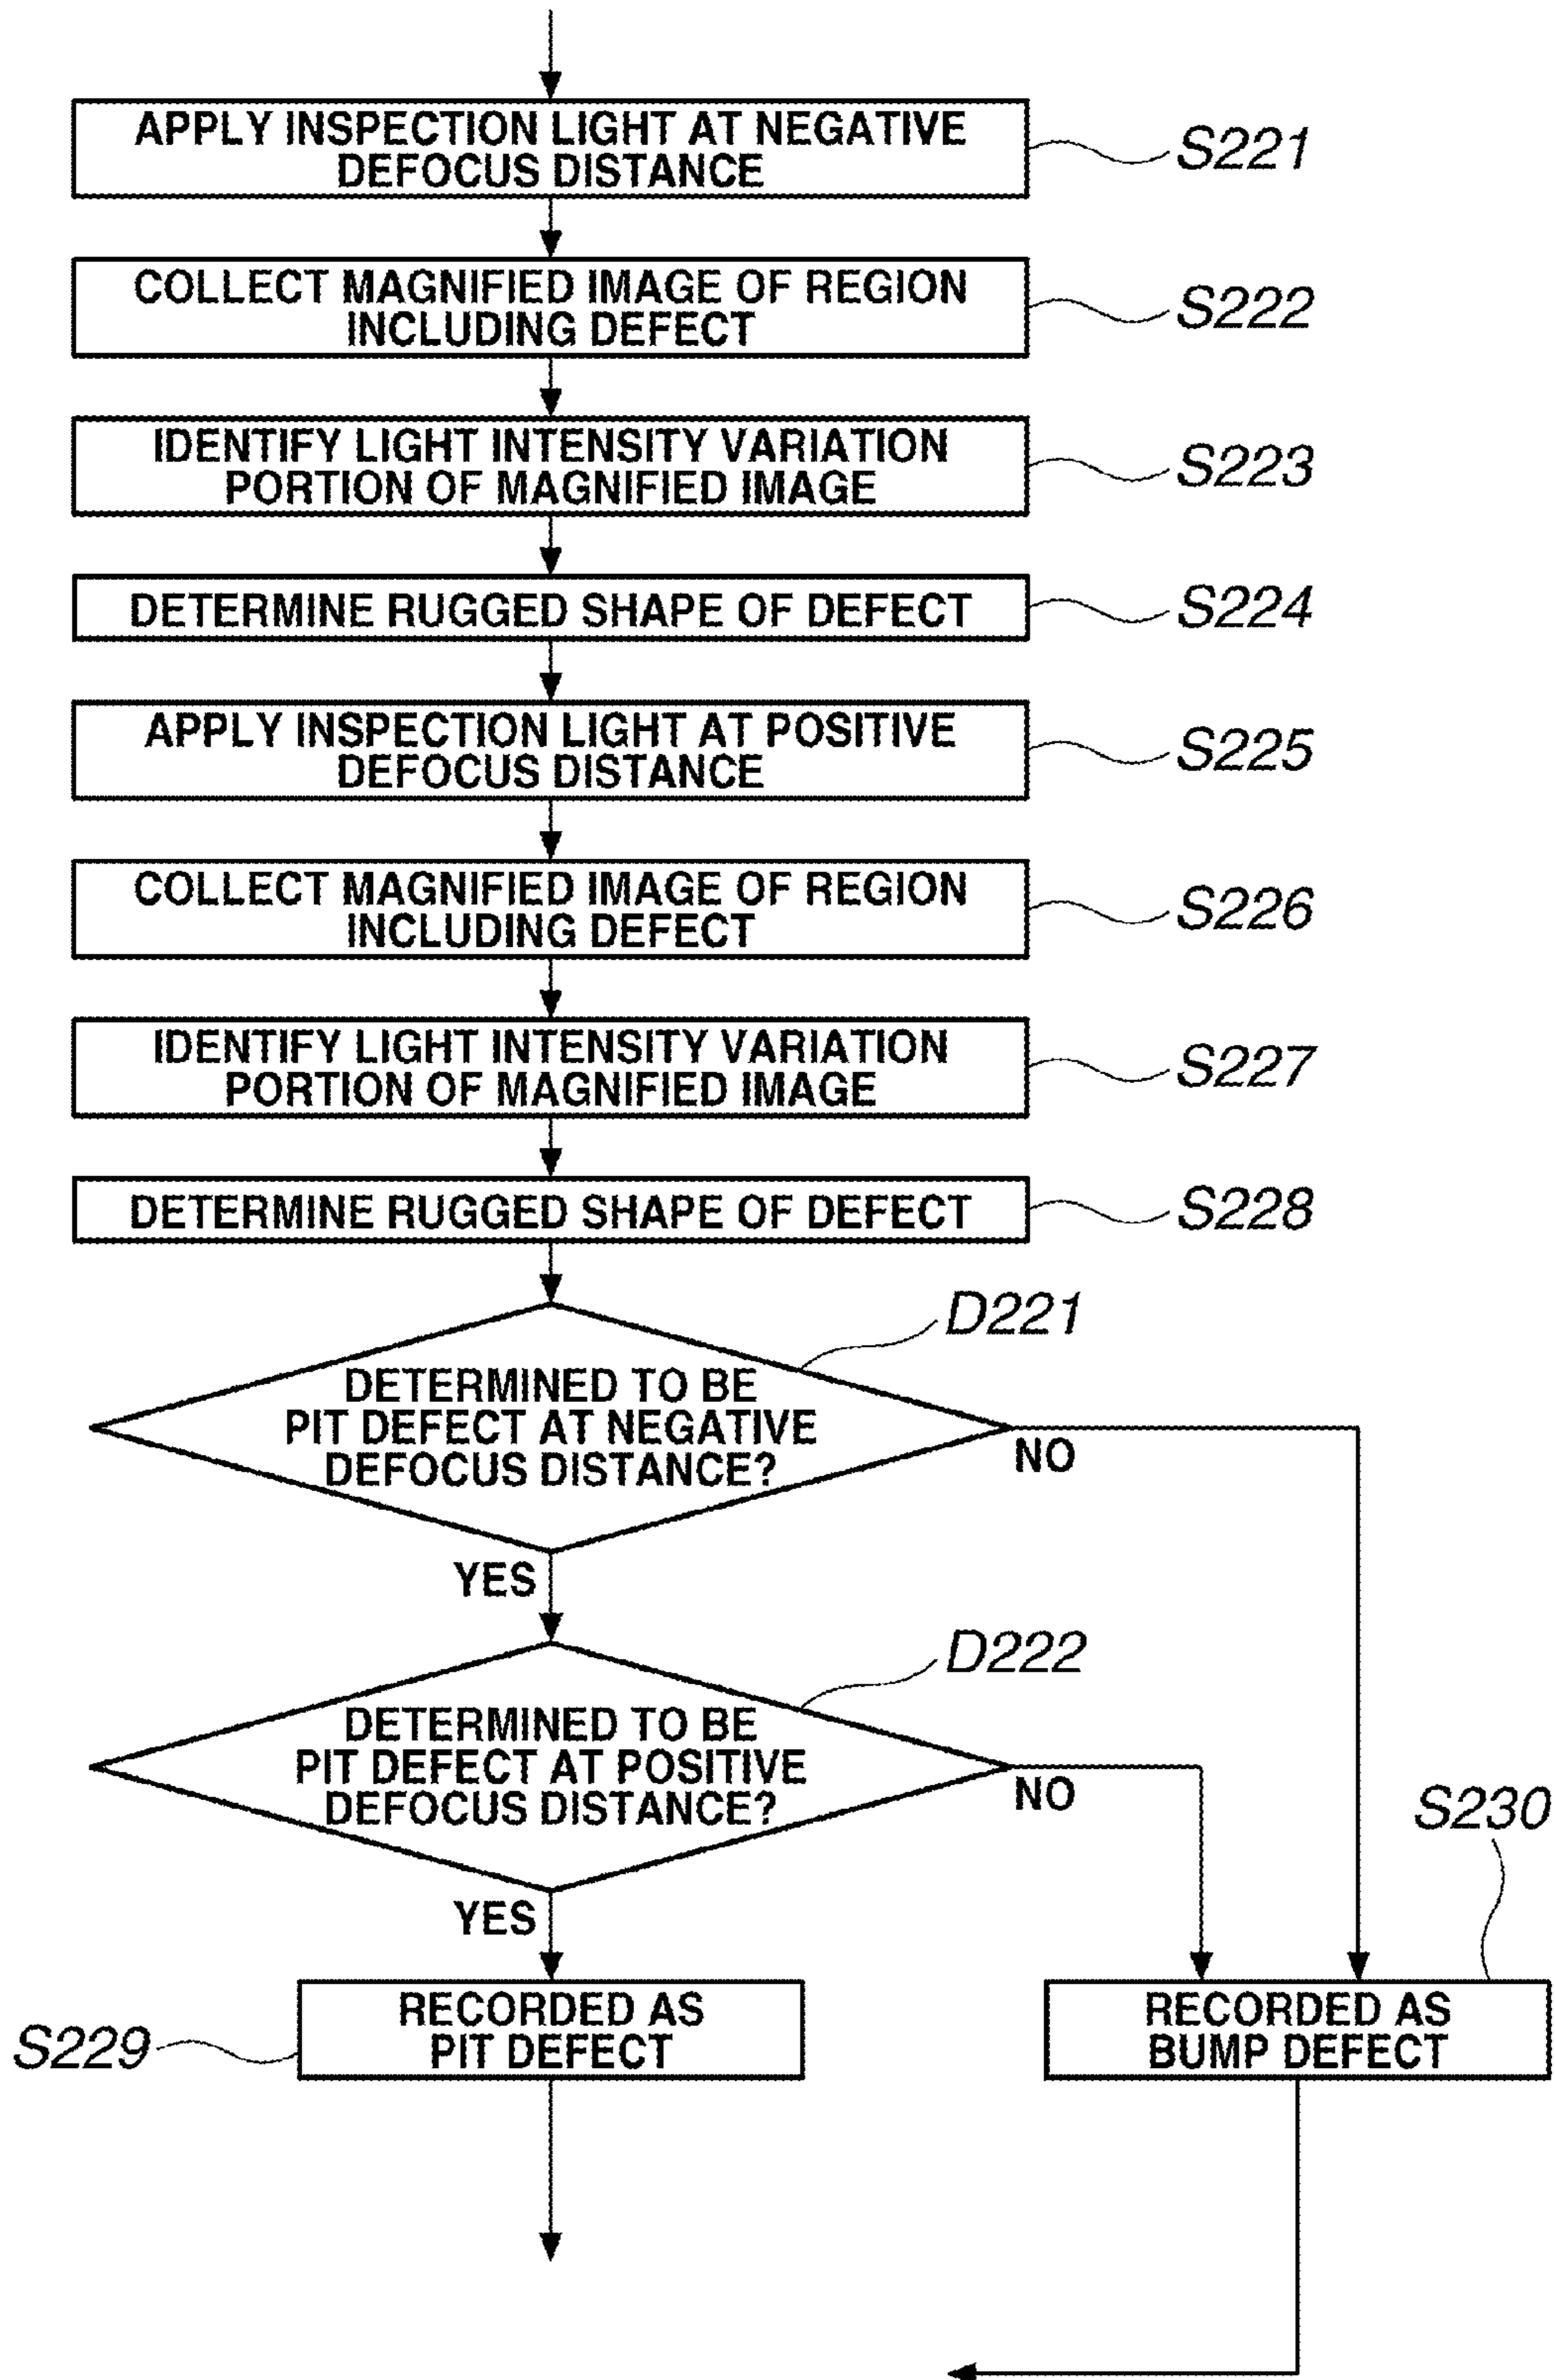 APPLY INSPECTION LIGHT AT NEGATIVE
DEFOCUS DISTANCE
S221
COLLECT MAGNIFIED IMAGE OF REGION
INCLUDING DEFECT
S222
IDENTIFY LIGHT INTENSITY VARIATION
PORTION OF MAGNIFIED IMAGE
S223
DETERMINE RUGGED SHAPE OF DEFECT
S224
APPLY INSPECTION LIGHT AT POSITIVE
DEFOCUS DISTANCE
S225
COLLECT MAGNIFIED IMAGE OF REGION
INCLUDING DEFECT
S226
IDENTIFY LIGHT INTENSITY VARIATION
PORTION OF MAGNIFIED IMAGE
S227
DETERMINE RUGGED SHAPE OF DEFECT
S228
D221
DETERMINED TO BE
PIT DEFECT AT NEGATIVE
DEFOCUS DISTANCE?
NO
YES
D222
DETERMINED TO BE
PIT DEFECT AT POSITIVE
DEFOCUS DISTANCE?
NO
YES
S230
RECORDED AS
PIT DEFECT
S229
RECORDED AS
BUMP DEFECT